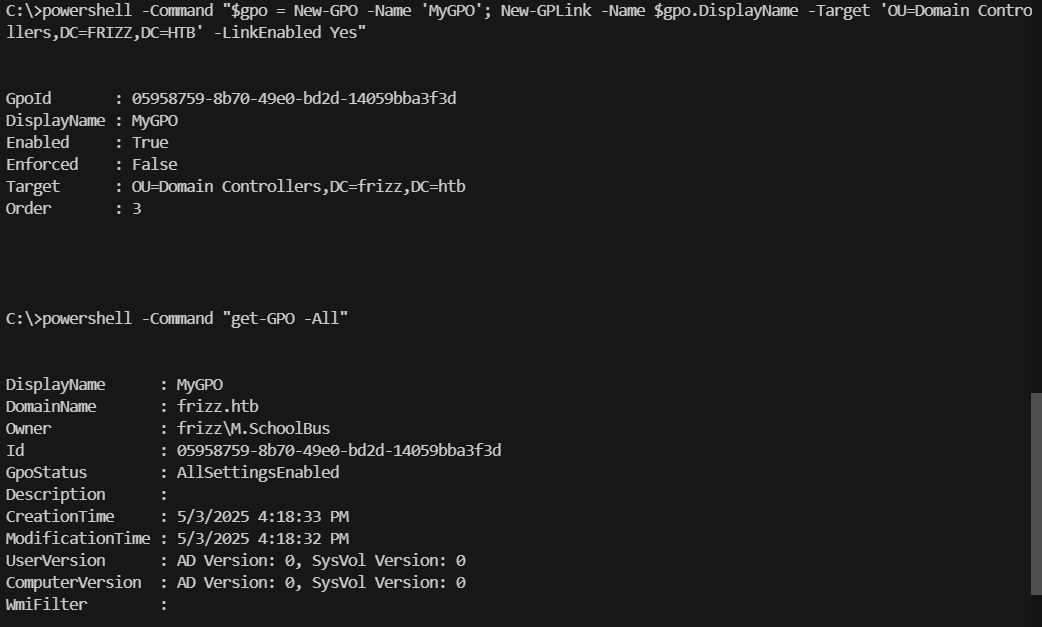 C:\>powershell -Command "$gpo = New-GPO -Name 'MyGPO'; New-GPLink -Name $gpo.DisplayName -Target 'OU=Domain Contro
llers,DC=FRIZZ,DC=HTB' -LinkEnabled Yes"
GpoId       : 05958759-8b70-49e0-bd2d-14059bba3f3d
DisplayName : MyGPO
Enabled     : True
Enforced    : False
Target      : OU=Domain Controllers,DC=frizz,DC=htb
Order       : 3
C:\>powershell -Command "get-GPO -All"
DisplayName      : MyGPO
DomainName       : frizz.htb
Owner            : frizz\M.SchoolBus
Id               : 05958759-8b70-49e0-bd2d-14059bba3f3d
GpoStatus        : AllSettingsEnabled
Description      :
CreationTime     : 5/3/2025 4:18:33 PM
ModificationTime : 5/3/2025 4:18:32 PM
UserVersion      : AD Version: 0, SysVol Version: 0
ComputerVersion  : AD Version: 0, SysVol Version: 0
WmiFilter        :